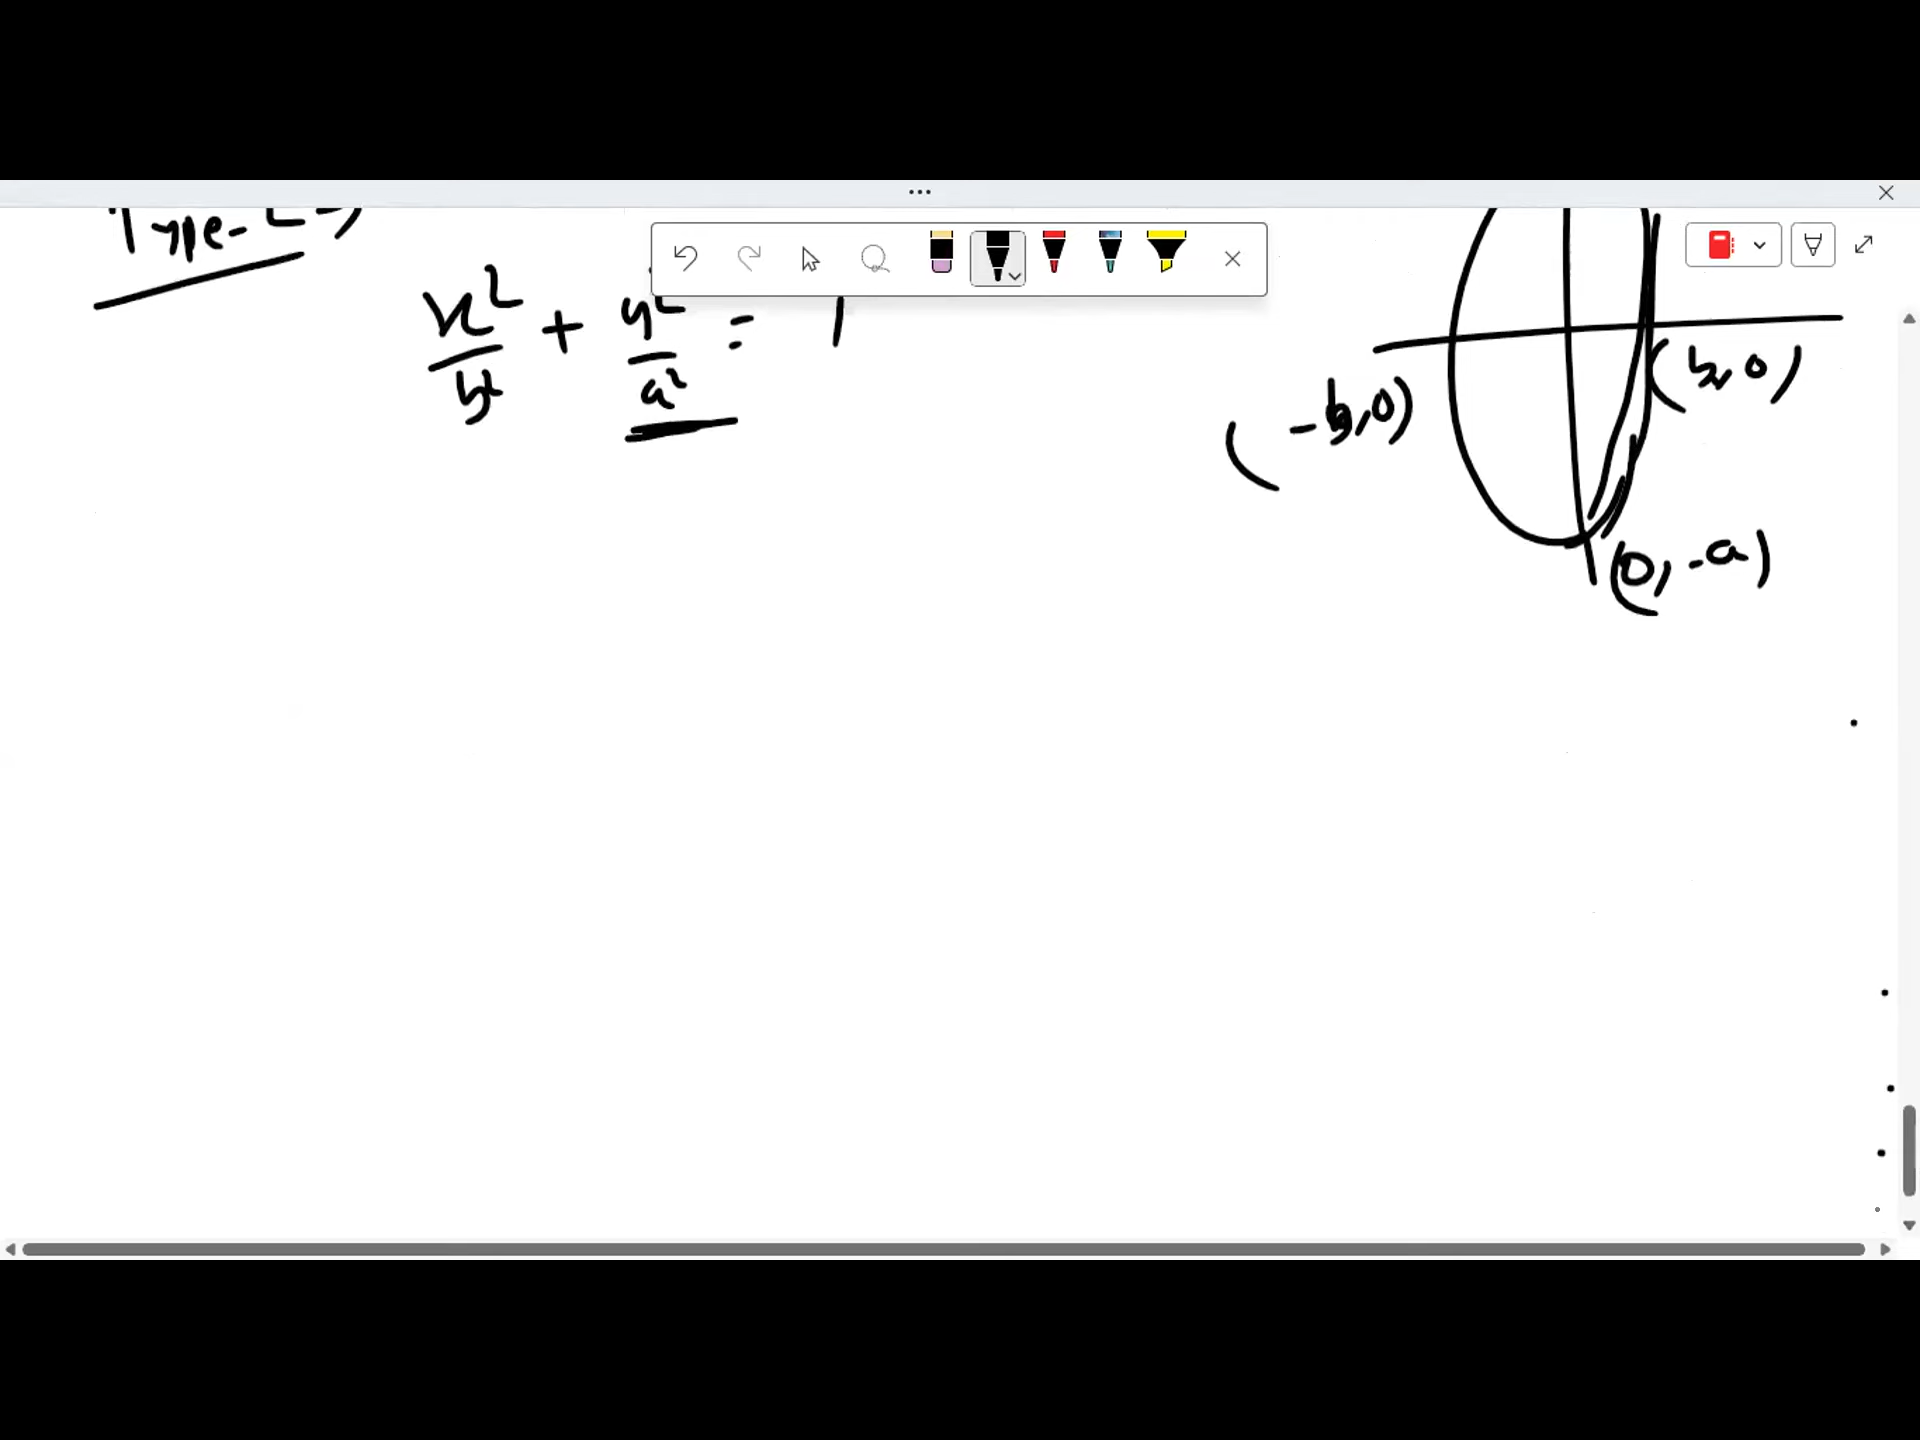 Type-2⇒
x²/b² + y²/a² = 1
(b,0)
(-b,0)
(0,-a)